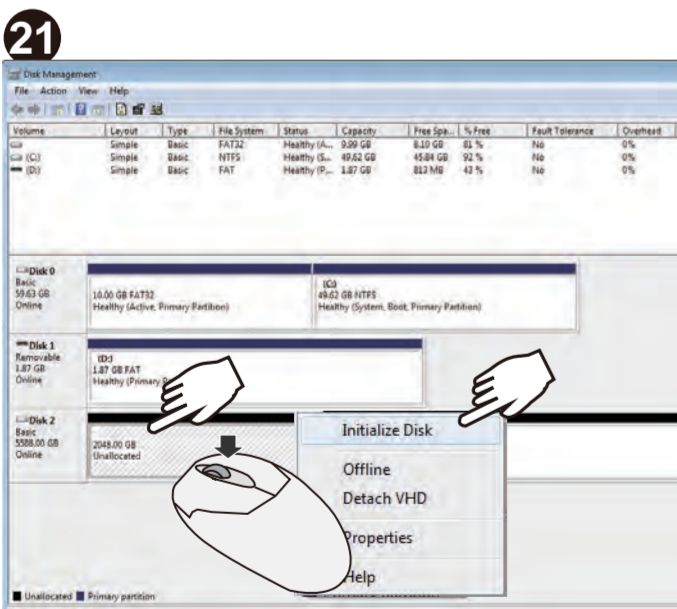 21
Disk Management
File Action View Help
Volume Layout Type File System Status Capacity Free Spa... % Free Fault Tolerance Overhead
Simple Basic FAT32 Healthy (A... 9.99 GB 8.10 GB 81 % No 0%
(C:) Simple Basic NTFS Healthy (S... 49.62 GB 45.84 GB 92 % No 0%
(D:) Simple Basic FAT Healthy (P... 1.87 GB 813 MB 43 % No 0%
Disk 0
Basic
59.63 GB
Online
10.00 GB FAT32
Healthy (Active, Primary Partition)
(C:)
49.62 GB NTFS
Healthy (System, Boot, Primary Partition)
Disk 1
Removable
1.87 GB
Online
(D:)
1.87 GB FAT
Healthy (Primary P
Disk 2
Basic
5588.00 GB
Online
2048.00 GB
Unallocated
Initialize Disk
Offline
Detach VHD
Properties
Help
Unallocated Primary partition